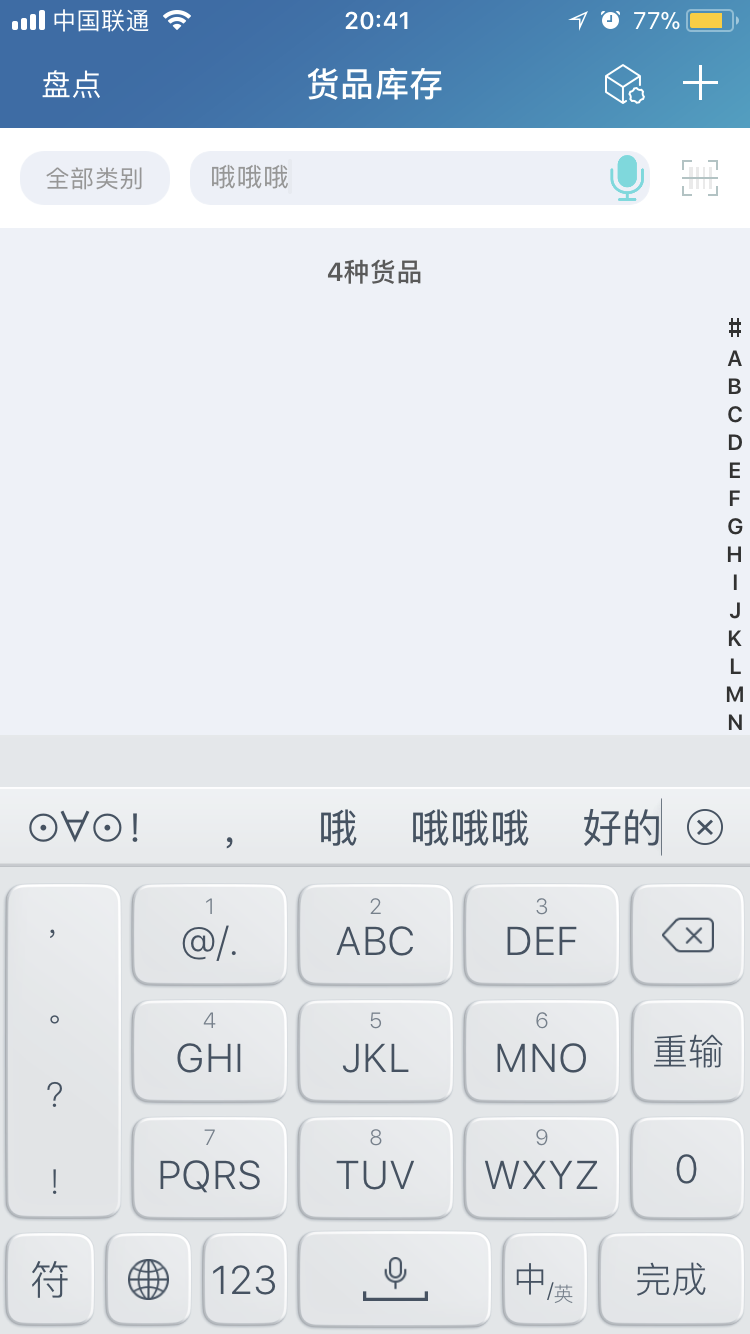 中国联通 20:41 77%
盘点 货品库存
全部类别 哦哦哦
4种货品
#
A
B
C
D
E
F
G
H
I
J
K
L
M
N
⊙∀⊙！ ， 哦 哦哦哦 好的
， 1 @/. 2 ABC 3 DEF
。 4 GHI 5 JKL 6 MNO 重输
？
！ 7 PQRS 8 TUV 9 WXYZ 0
符 123 中/英 完成